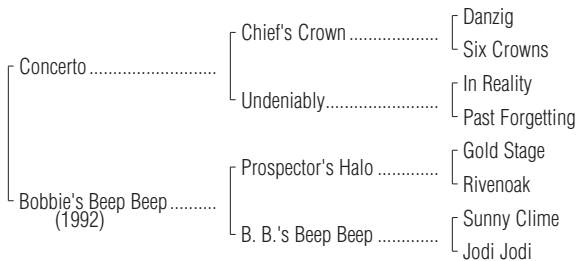 Danzig
Chief's Crown ...................
Six Crowns
Concerto ...........................
In Reality
Undeniably........................
Past Forgetting
Gold Stage
Prospector's Halo .............
Rivenoak
Bobbie's Beep Beep ..........
(1992)
Sunny Clime
B. B.'s Beep Beep .............
Jodi Jodi